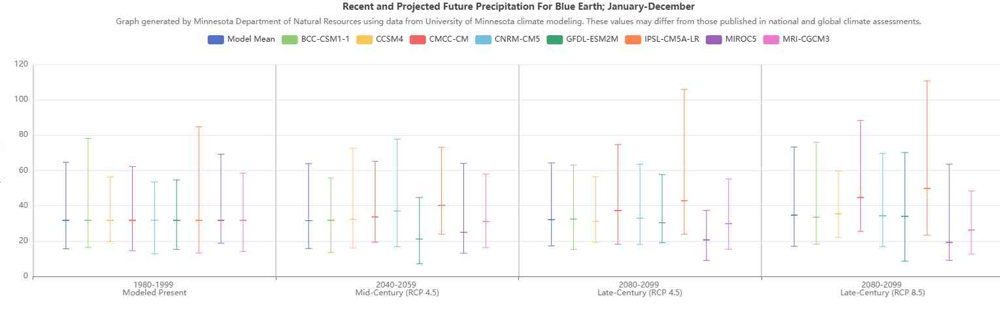 Recent and Projected Future Precipitation For Blue Earth; January-December
Graph generated by Minnesota Department of Natural Resources using data from University of Minnesota climate modeling. These values may differ from those published in national and global climate assessments.
Model Mean BCC-CSM1-1 CCSM4 CMCC-CM CNRM-CM5 GFDL-ESM2M IPSL-CM5A-LR MIROC5 MRI-CGCM3
120
100
80
60
40
20
0
1980-1999 2040-2059 2080-2099 2080-2099
Modeled Present Mid-Century (RCP 4.5) Late-Century (RCP 4.5) Late-Century (RCP 8.5)